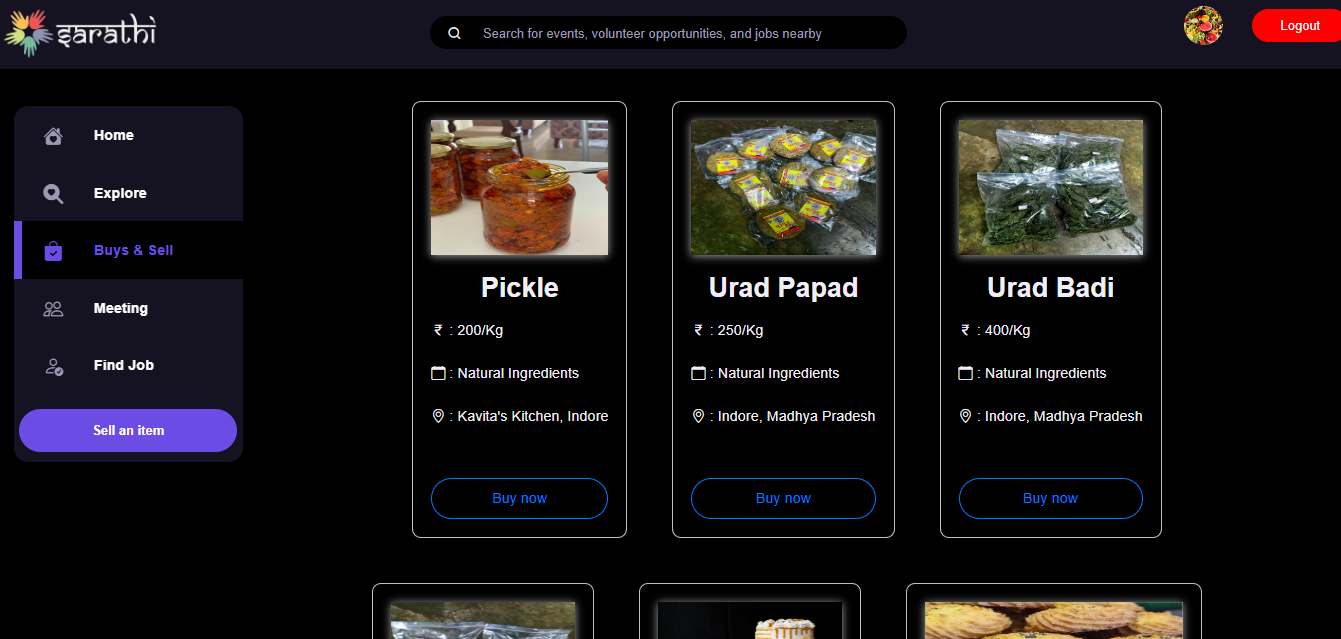 sarathi
Search for events, volunteer opportunities, and jobs nearby
Logout
Home
Explore
Buys & Sell
Meeting
Find Job
Sell an item
Pickle
₹ : 200/Kg
: Natural Ingredients
: Kavita's Kitchen, Indore
Buy now
Urad Papad
₹ : 250/Kg
: Natural Ingredients
: Indore, Madhya Pradesh
Buy now
Urad Badi
₹ : 400/Kg
: Natural Ingredients
: Indore, Madhya Pradesh
Buy now